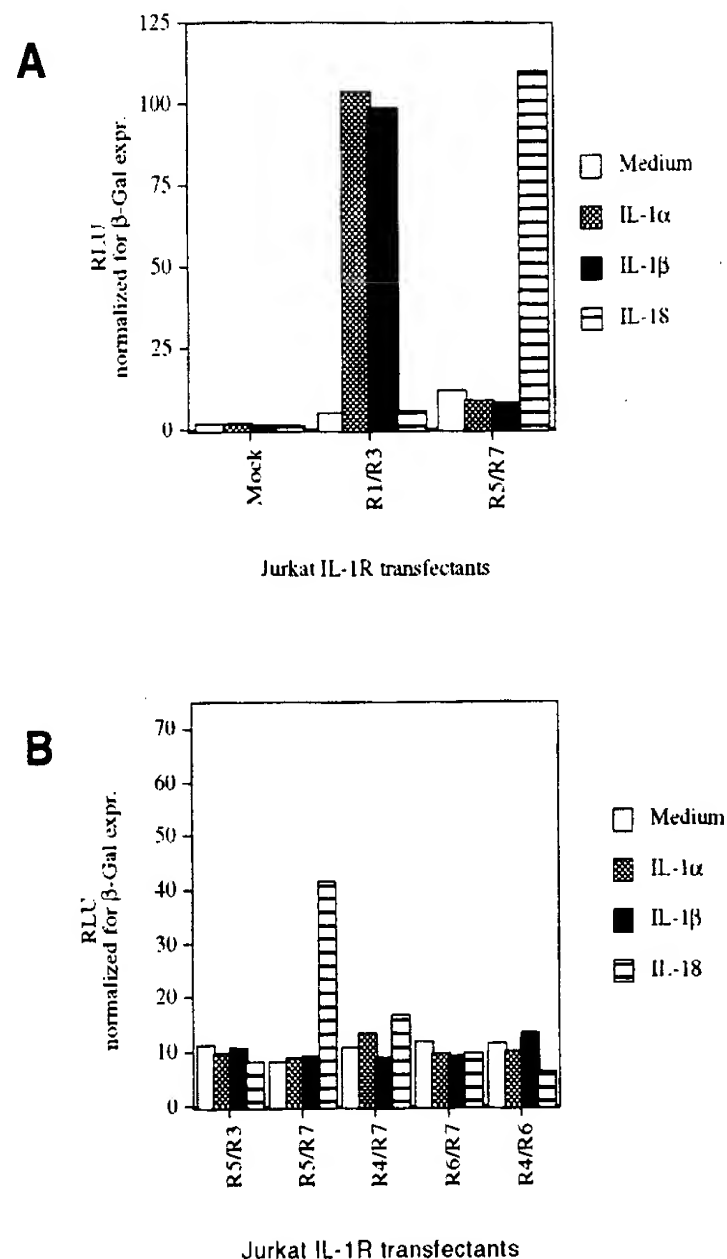 A
RLU
normalized for β-Gal expr.
125
100
75
50
25
0
Medium
IL-1α
IL-1β
IL-18
Mock
R1/R3
R5/R7
Jurkat IL-1R transfectants
B
RLU
normalized for β-Gal expr.
70
60
50
40
30
20
10
0
Medium
IL-1α
IL-1β
IL-18
R5/R3
R5/R7
R4/R7
R6/R7
R4/R6
Jurkat IL-1R transfectants